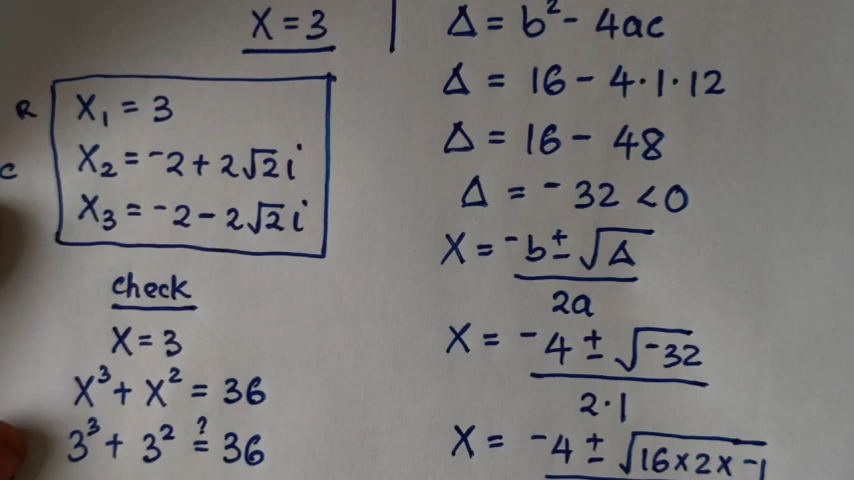 X = 3
R X₁ = 3
C X₂ = -2 + 2√2 i
X₃ = -2 - 2√2 i
check
X = 3
X³ + X² = 36
3³ + 3² ?= 36
Δ = b² - 4ac
Δ = 16 - 4·1·12
Δ = 16 - 48
Δ = -32 < 0
X = -b ± √Δ
2a
X = -4 ± √-32
2·1
X = -4 ± √16×2×-1